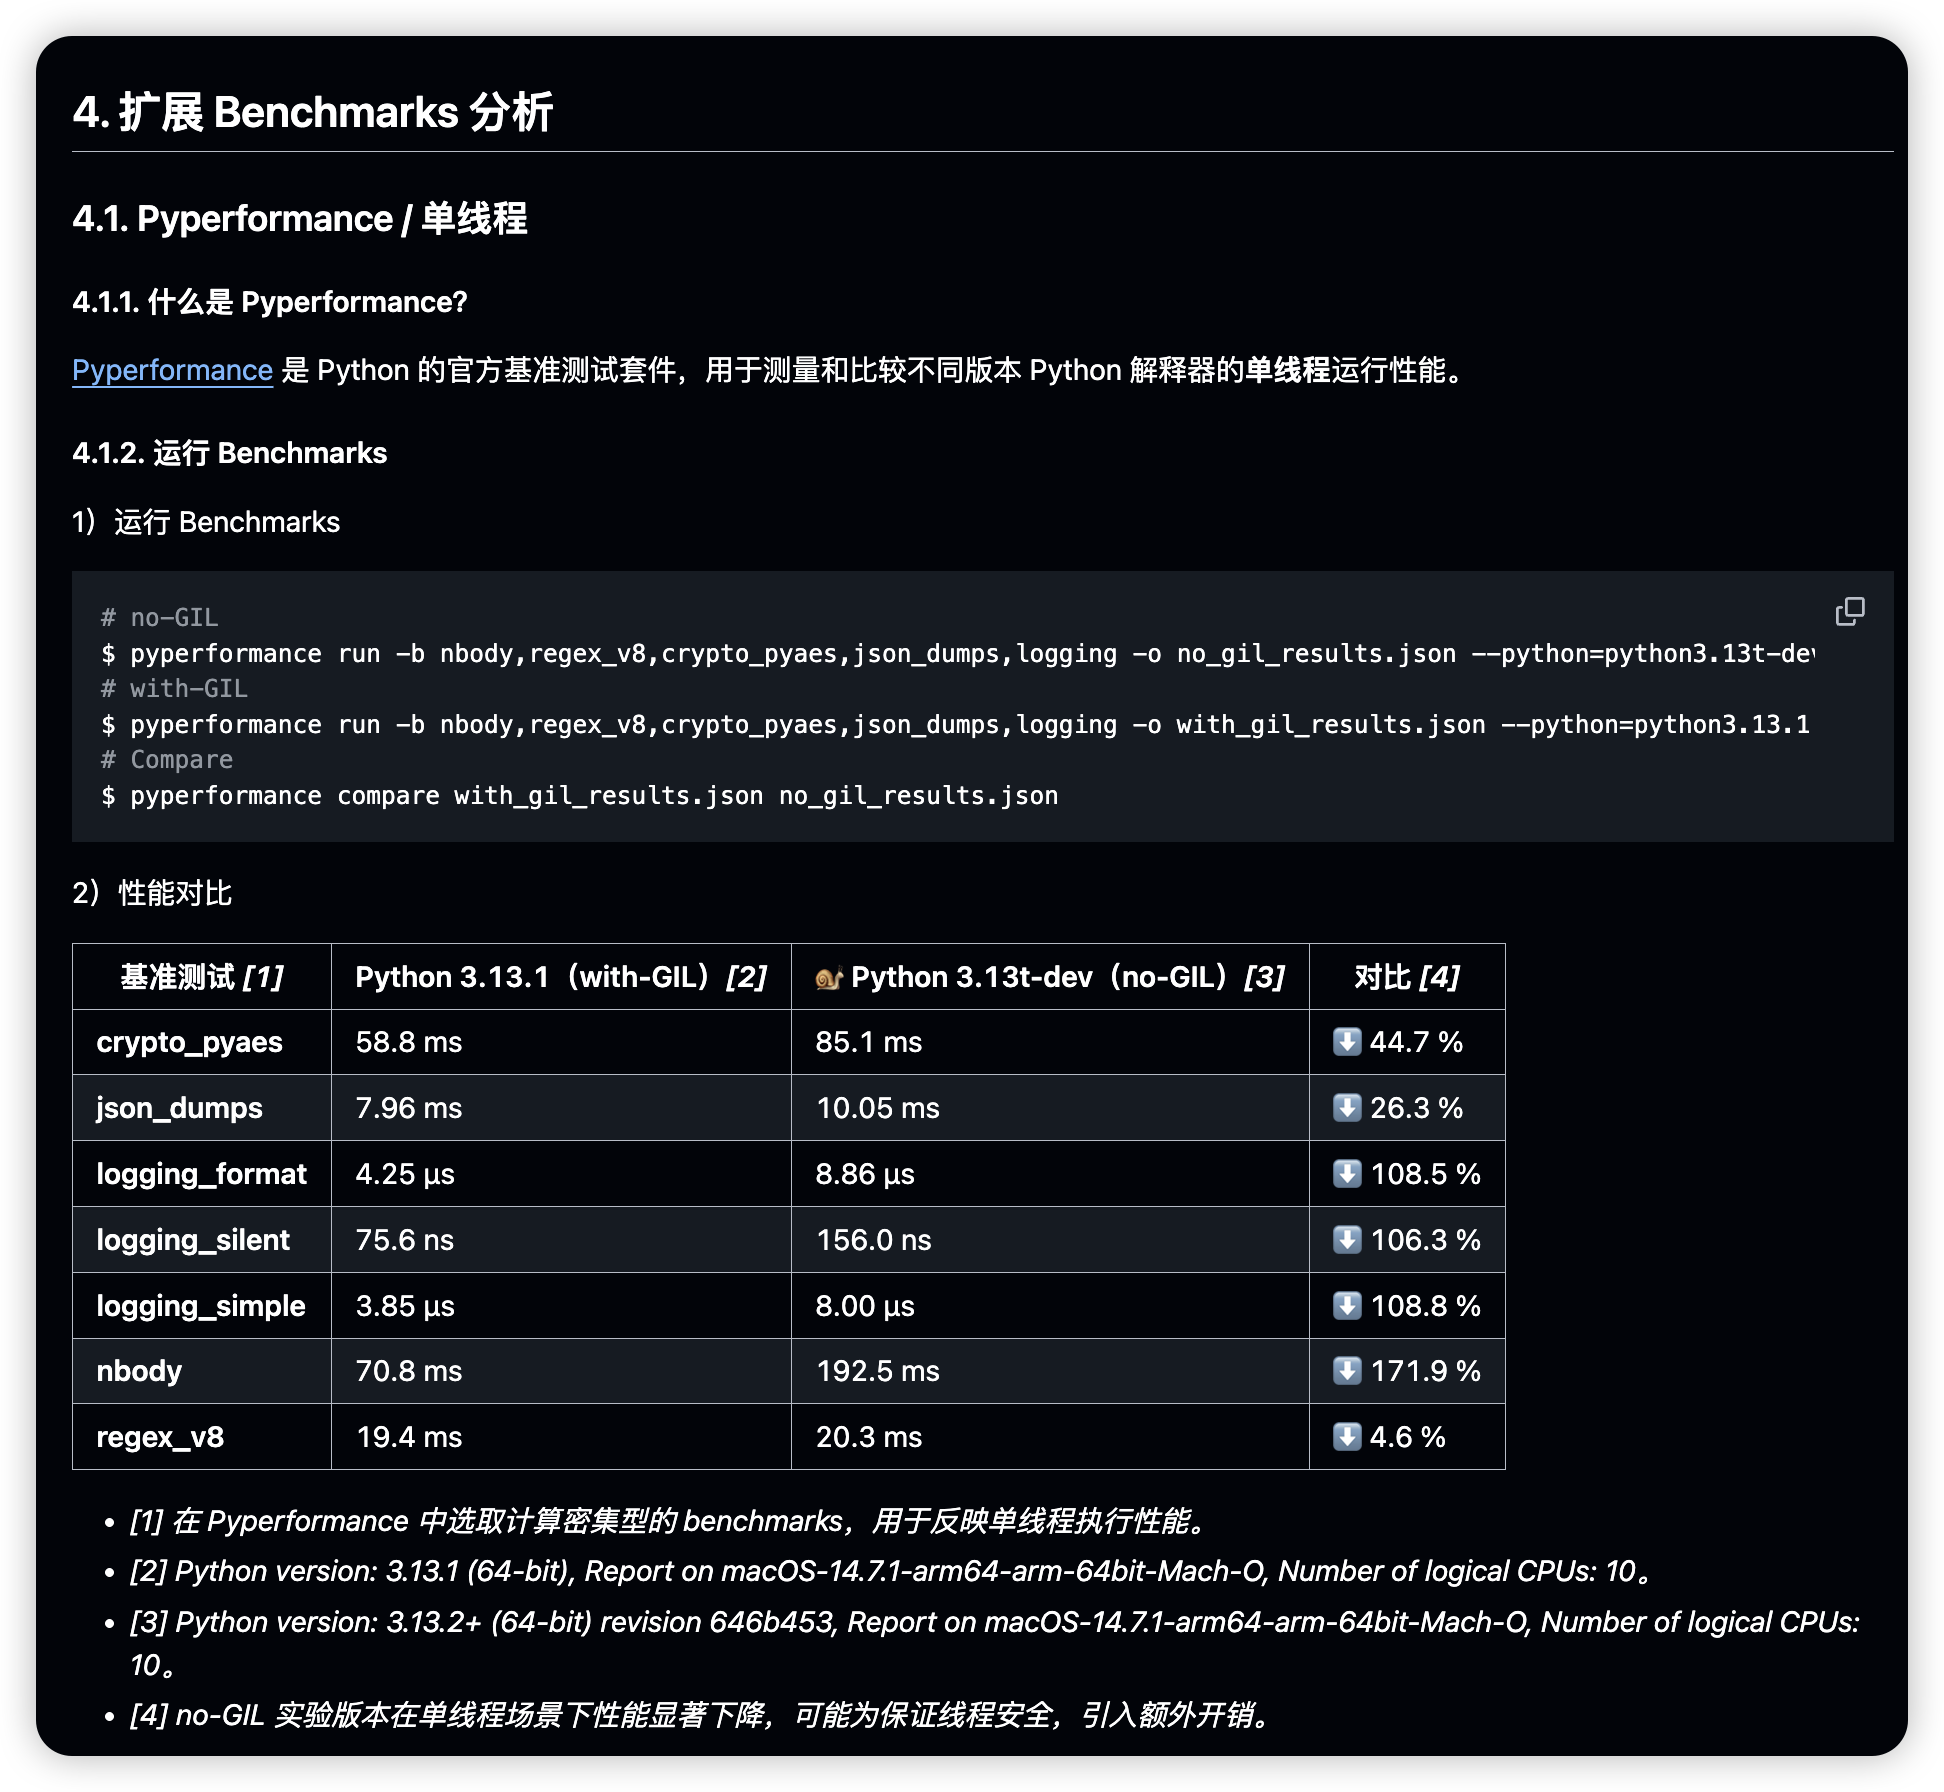 4. 扩展 Benchmarks 分析
4.1. Pyperformance / 单线程
4.1.1. 什么是 Pyperformance?
Pyperformance 是 Python 的官方基准测试套件，用于测量和比较不同版本 Python 解释器的单线程运行性能。
4.1.2. 运行 Benchmarks
1）运行 Benchmarks
# no-GIL
$ pyperformance run -b nbody,regex_v8,crypto_pyaes,json_dumps,logging -o no_gil_results.json --python=python3.13t-dev
# with-GIL
$ pyperformance run -b nbody,regex_v8,crypto_pyaes,json_dumps,logging -o with_gil_results.json --python=python3.13.1
# Compare
$ pyperformance compare with_gil_results.json no_gil_results.json
2）性能对比
基准测试 [1] Python 3.13.1（with-GIL）[2] 🐌 Python 3.13t-dev（no-GIL）[3] 对比 [4]
crypto_pyaes 58.8 ms 85.1 ms ⬇️ 44.7 %
json_dumps 7.96 ms 10.05 ms ⬇️ 26.3 %
logging_format 4.25 µs 8.86 µs ⬇️ 108.5 %
logging_silent 75.6 ns 156.0 ns ⬇️ 106.3 %
logging_simple 3.85 µs 8.00 µs ⬇️ 108.8 %
nbody 70.8 ms 192.5 ms ⬇️ 171.9 %
regex_v8 19.4 ms 20.3 ms ⬇️ 4.6 %
• [1] 在 Pyperformance 中选取计算密集型的 benchmarks，用于反映单线程执行性能。
• [2] Python version: 3.13.1 (64-bit), Report on macOS-14.7.1-arm64-arm-64bit-Mach-O, Number of logical CPUs: 10。
• [3] Python version: 3.13.2+ (64-bit) revision 646b453, Report on macOS-14.7.1-arm64-arm-64bit-Mach-O, Number of logical CPUs:
10。
• [4] no-GIL 实验版本在单线程场景下性能显著下降，可能为保证线程安全，引入额外开销。